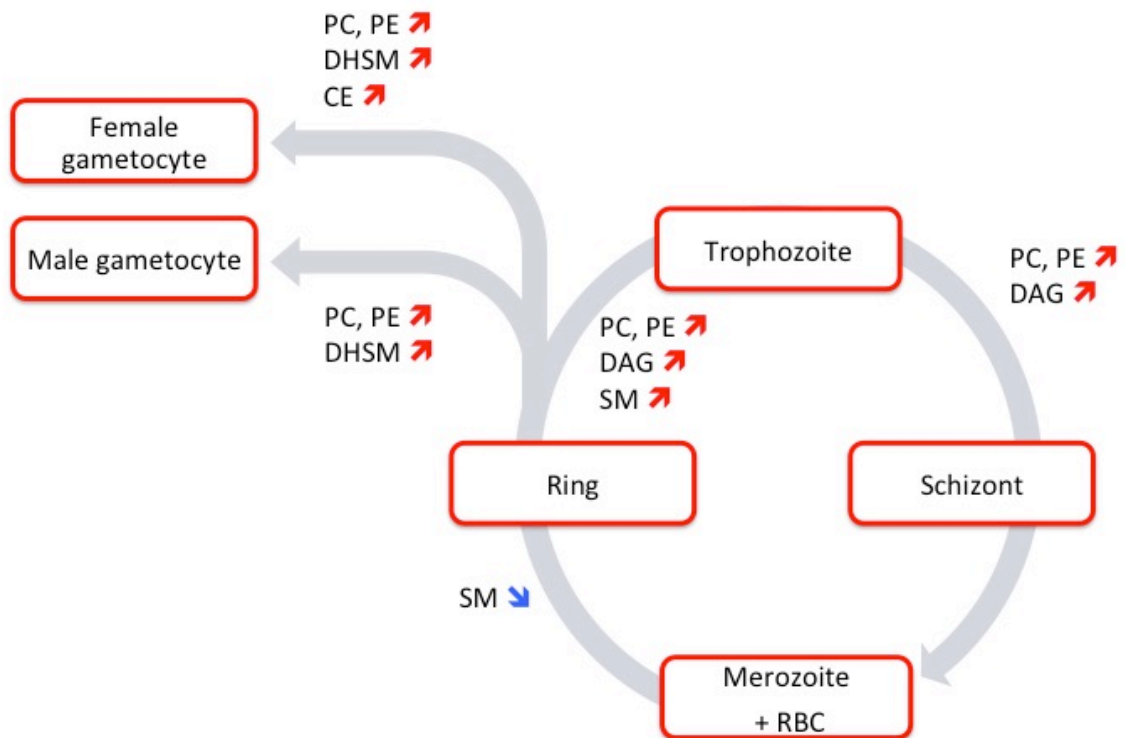 PC, PE
DHSM
CE
Female
gametocyte
Male gametocyte
PC, PE
DHSM
Trophozoite
PC, PE
DAG
PC, PE
DAG
SM
Ring
Schizont
SM
Merozoite
+ RBC